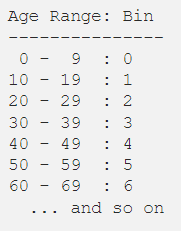 Age Range: Bin
---------------
0 - 9 : 0
10 - 19 : 1
20 - 29 : 2
30 - 39 : 3
40 - 49 : 4
50 - 59 : 5
60 - 69 : 6
... and so on